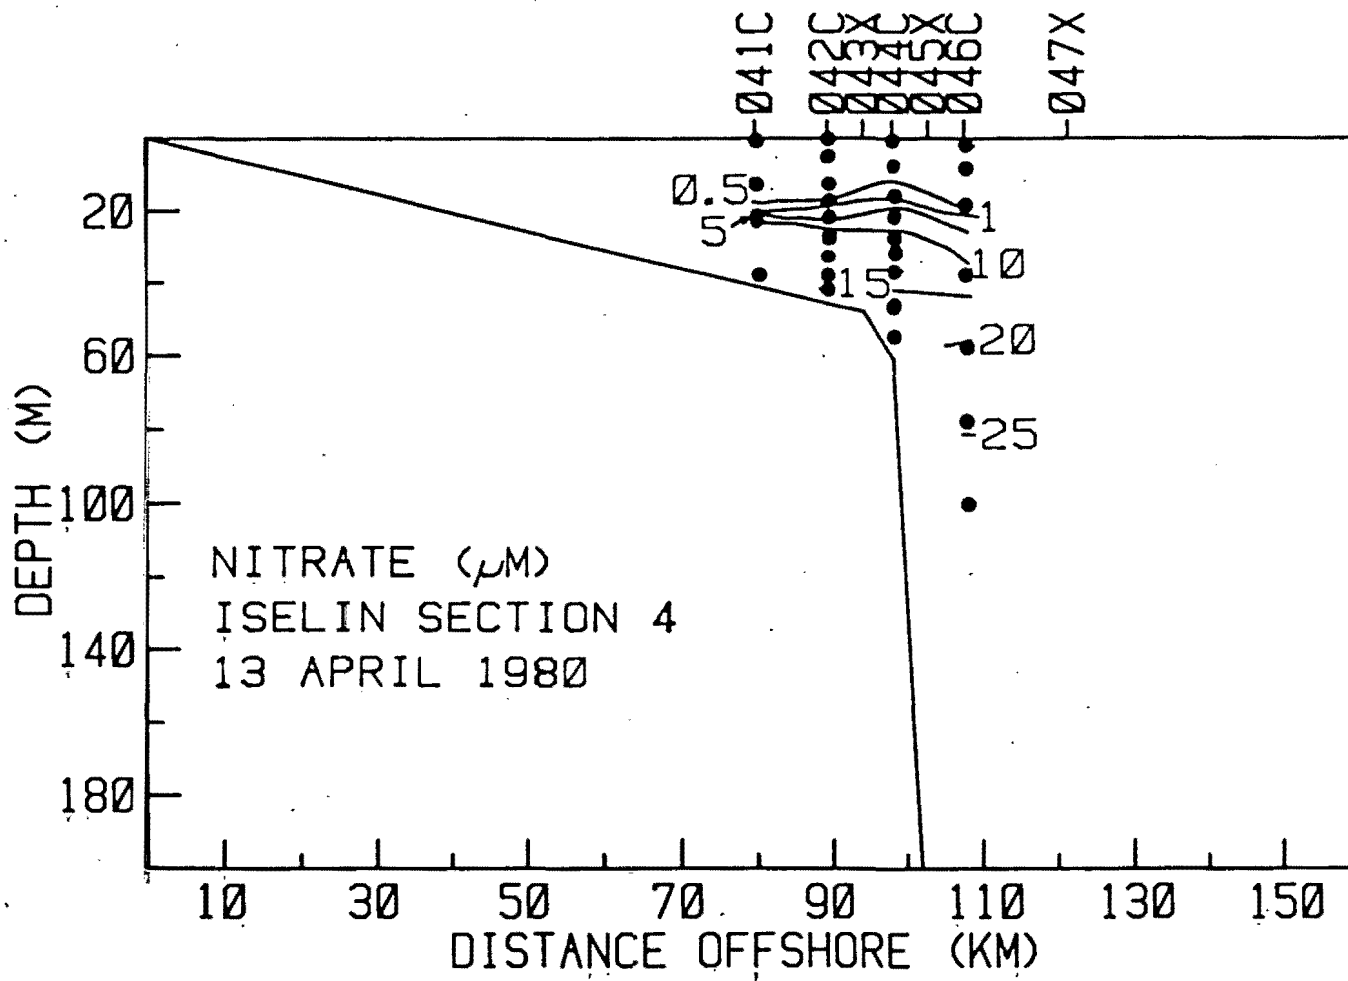 041C
042C
043X
044C
045X
046C
047X
0.5
1
5
10
15
20
25
20
60
100
140
180
DEPTH (M)
NITRATE (μM)
ISELIN SECTION 4
13 APRIL 1980
10 30 50 70 90 110 130 150
DISTANCE OFFSHORE (KM)